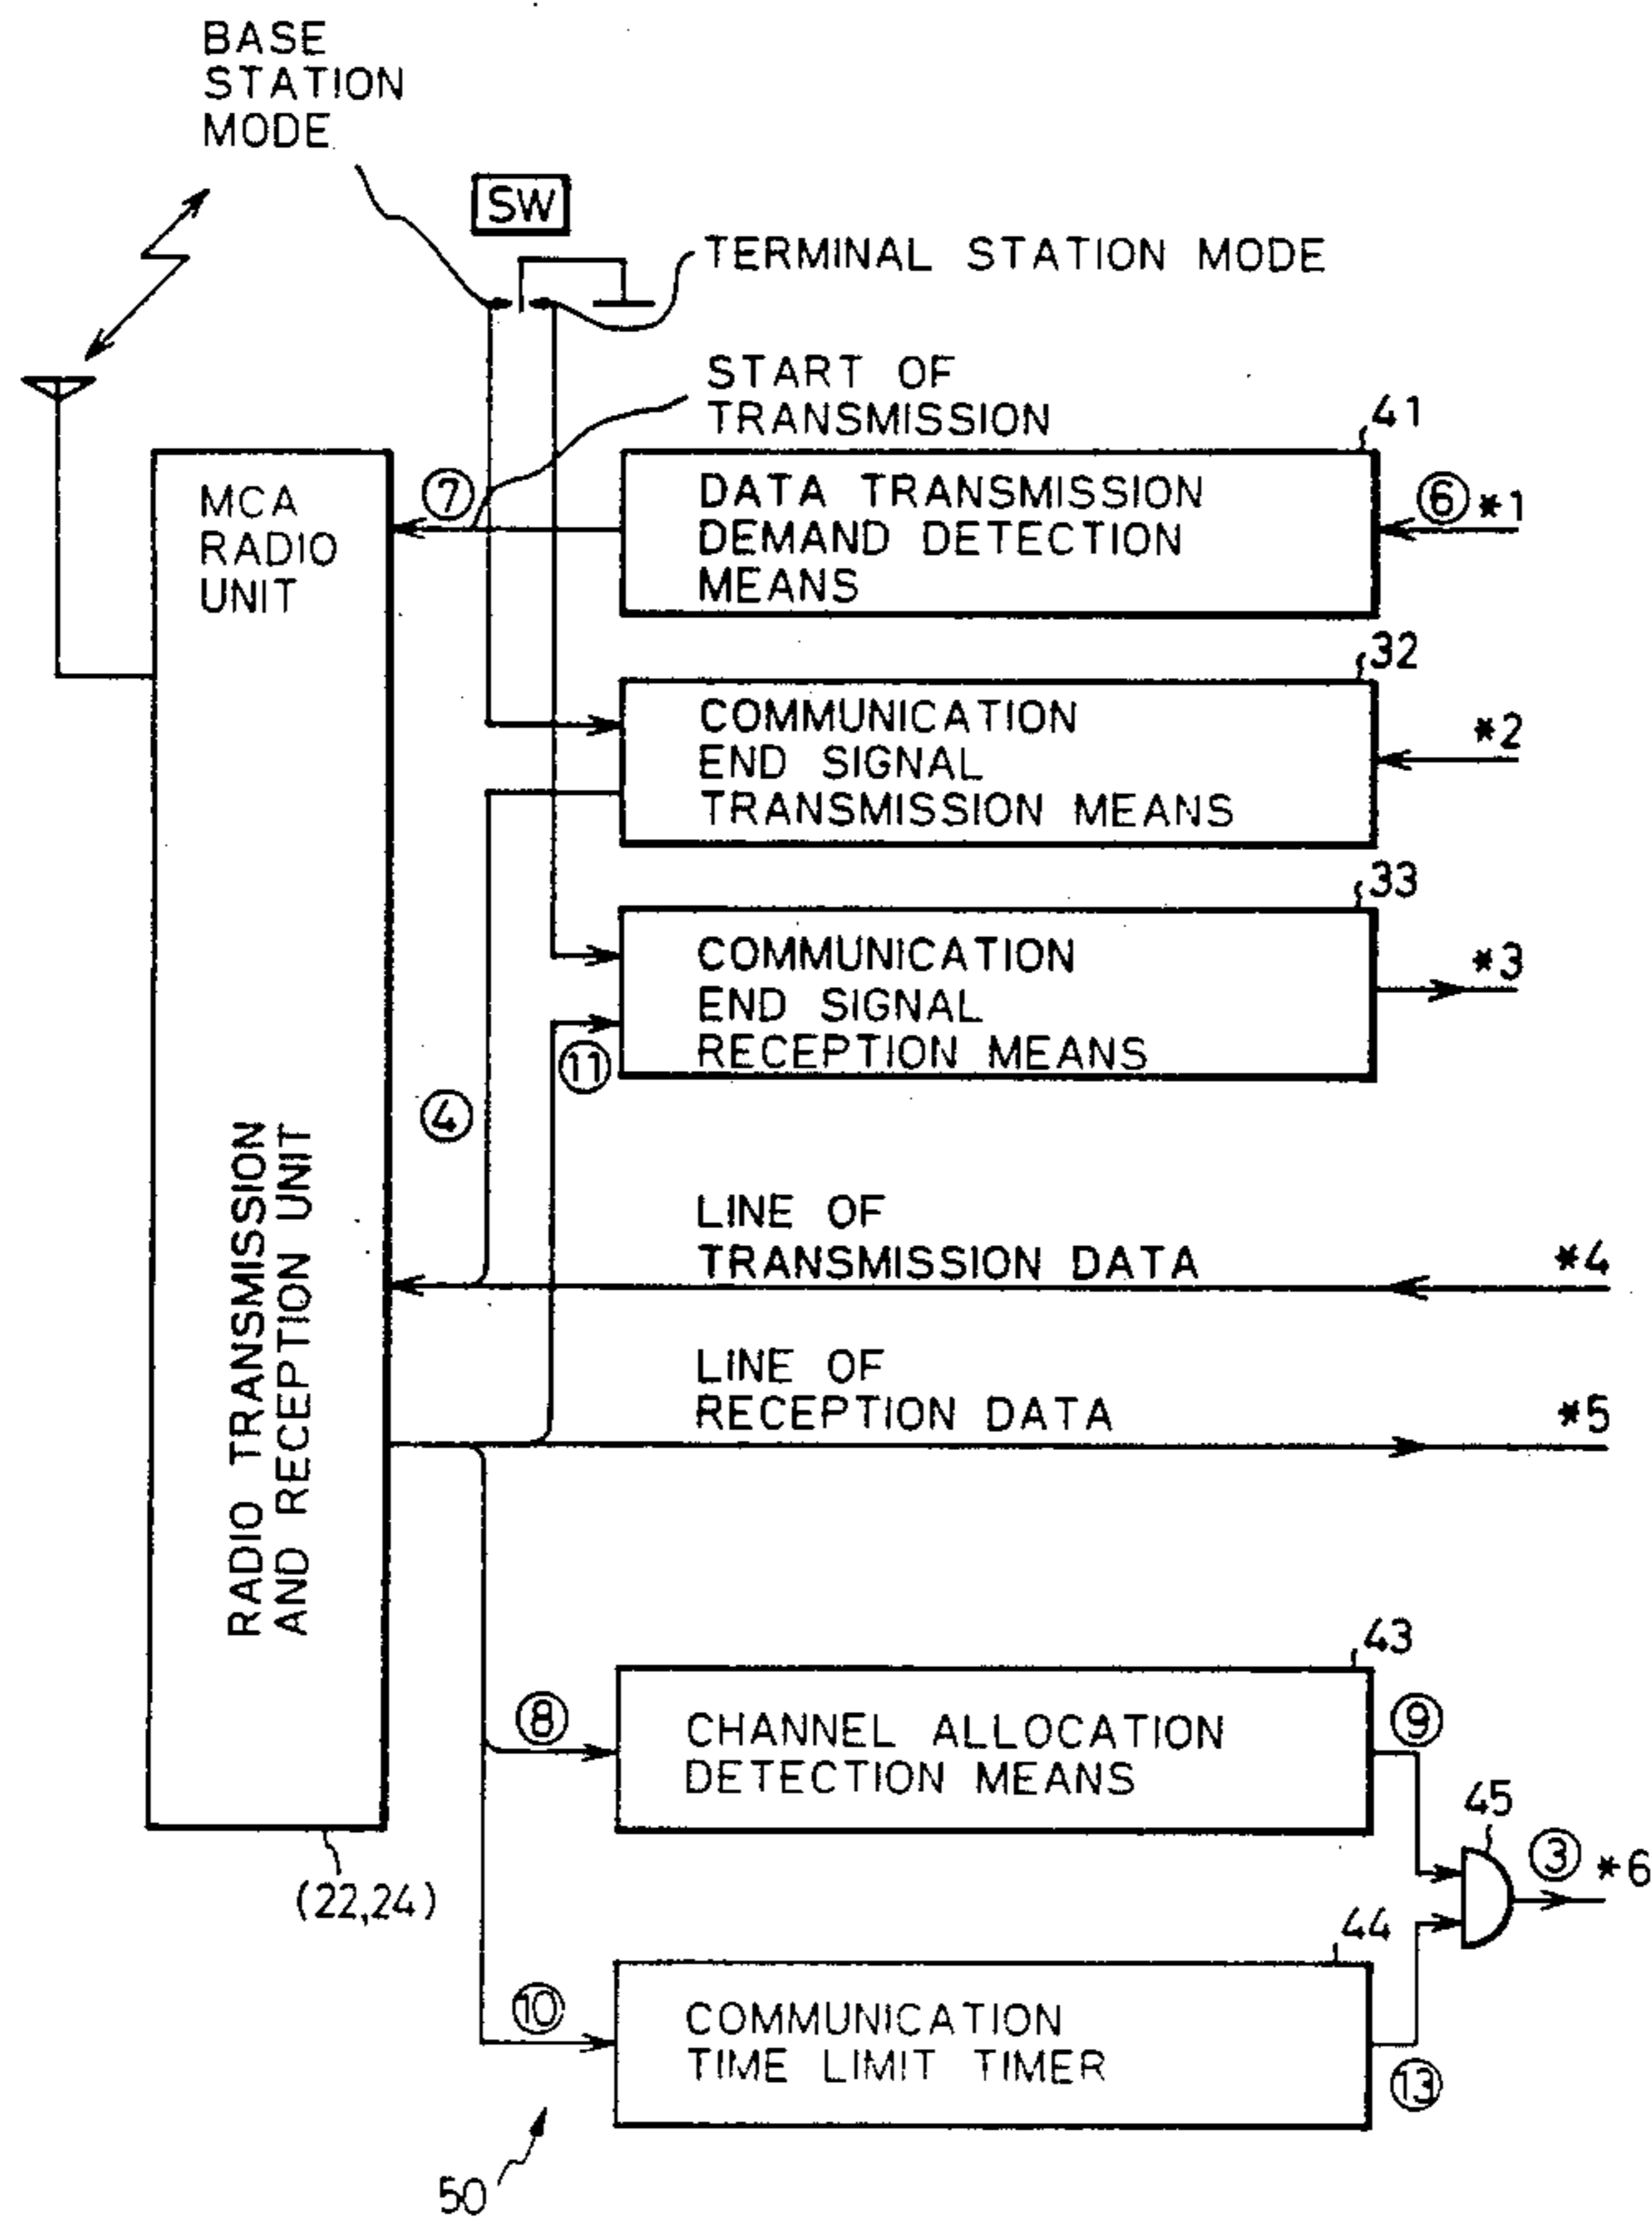 BASE
STATION
MODE
SW
TERMINAL STATION MODE
START OF
TRANSMISSION
41
MCA
RADIO
UNIT
⑦
DATA TRANSMISSION
DEMAND DETECTION
MEANS
⑥ *1
32
COMMUNICATION
END SIGNAL
TRANSMISSION MEANS
*2
33
COMMUNICATION
END SIGNAL
RECEPTION MEANS
*3
⑪
④
RADIO TRANSMISSION
AND RECEPTION UNIT
LINE OF
TRANSMISSION DATA
*4
LINE OF
RECEPTION DATA
*5
43
⑧
CHANNEL ALLOCATION
DETECTION MEANS
⑨
45
③ *6
(22,24)
44
⑩
COMMUNICATION
TIME LIMIT TIMER
⑬
50